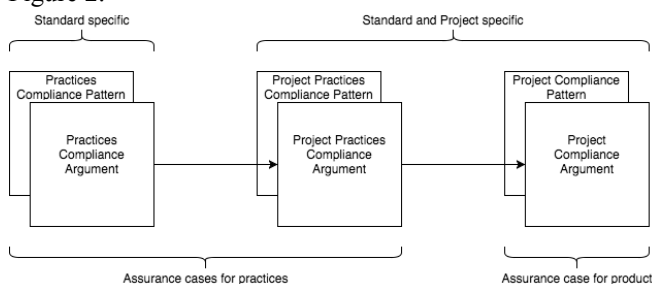 Figure 2.
Standard specific
Standard and Project specific
Practices
Compliance Pattern
Practices
Compliance
Argument
Project Practices
Compliance Pattern
Project Practices
Compliance
Argument
Project Compliance
Pattern
Project
Compliance
Argument
Assurance cases for practices
Assurance case for product